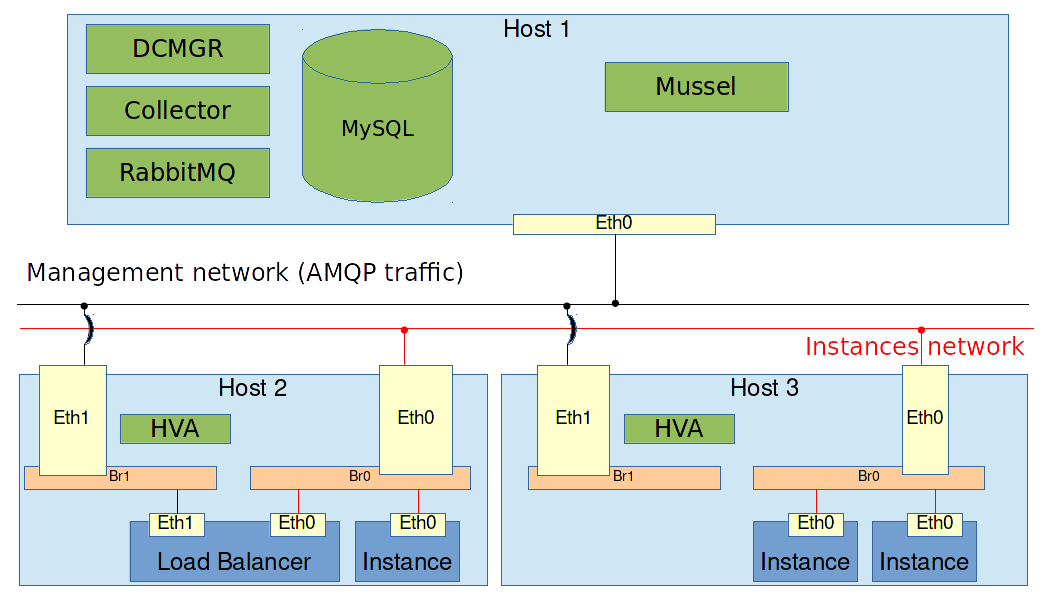 Host 1
DCMGR
Collector
RabbitMQ
MySQL
Mussel
Eth0
Management network (AMQP traffic)
Instances network
Host 2
Eth1
HVA
Eth0
Br1
Br0
Eth1
Eth0
Eth0
Load Balancer
Instance
Host 3
Eth1
HVA
Eth0
Br1
Br0
Eth0
Eth0
Instance
Instance